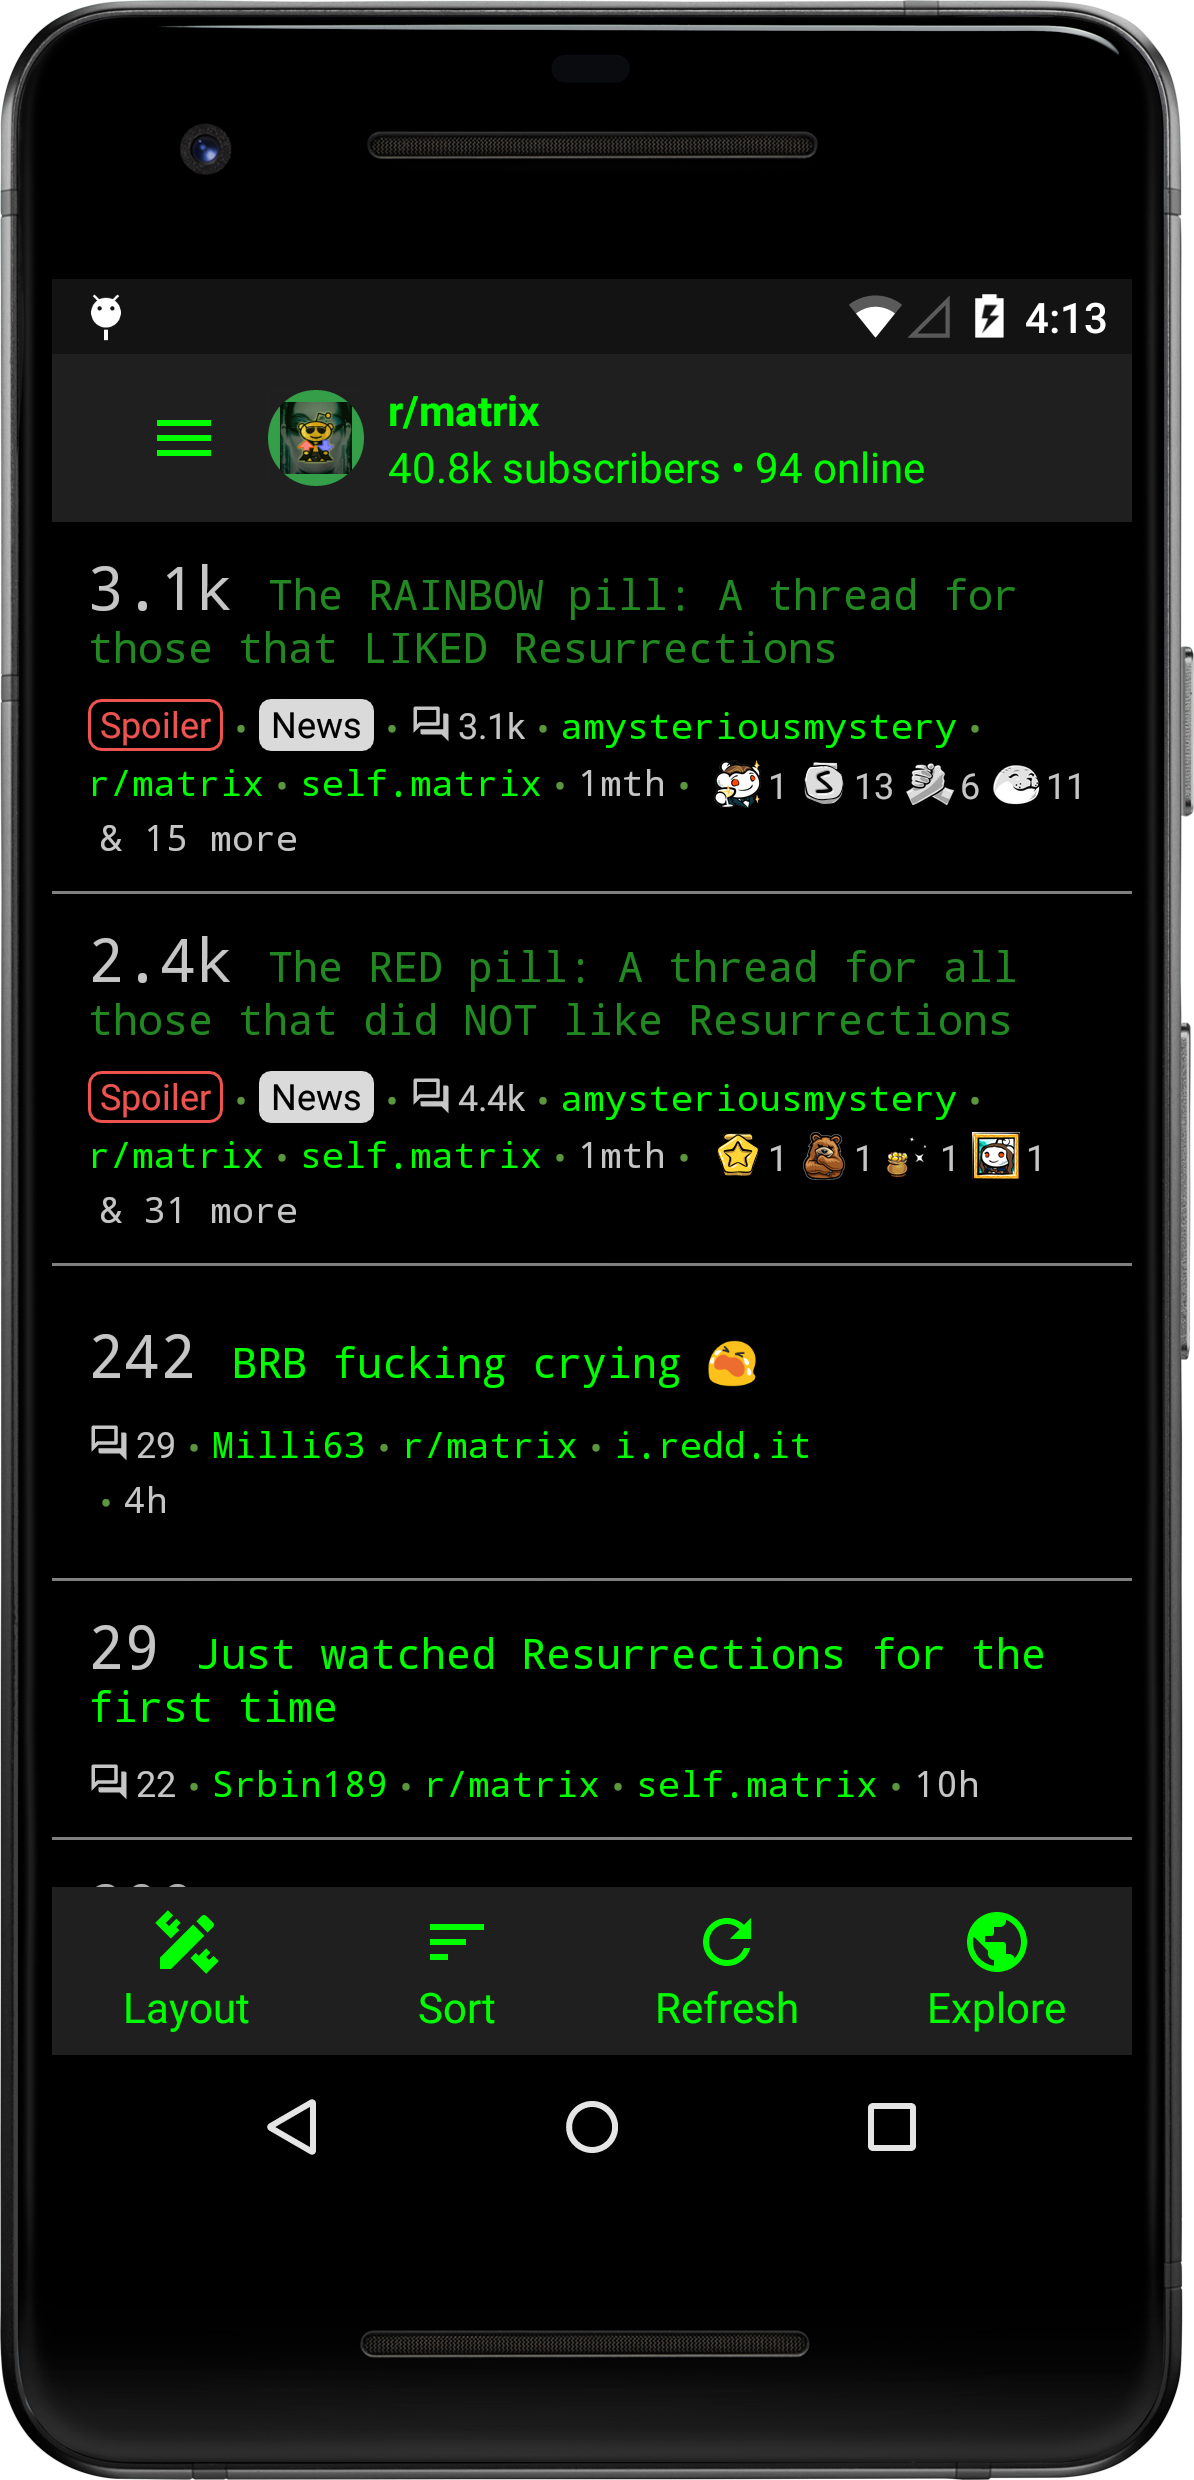 4:13
r/matrix
40.8k subscribers • 94 online
3.1k The RAINBOW pill: A thread for
those that LIKED Resurrections
Spoiler • News • 3.1k • amysteriousmystery •
r/matrix • self.matrix • 1mth • 1 13 6 11
& 15 more
2.4k The RED pill: A thread for all
those that did NOT like Resurrections
Spoiler • News • 4.4k • amysteriousmystery •
r/matrix • self.matrix • 1mth • 1 1 1 1
& 31 more
242 BRB fucking crying 😭
29 • Milli63 • r/matrix • i.redd.it
• 4h
29 Just watched Resurrections for the
first time
22 • Srbin189 • r/matrix • self.matrix • 10h
Layout Sort Refresh Explore